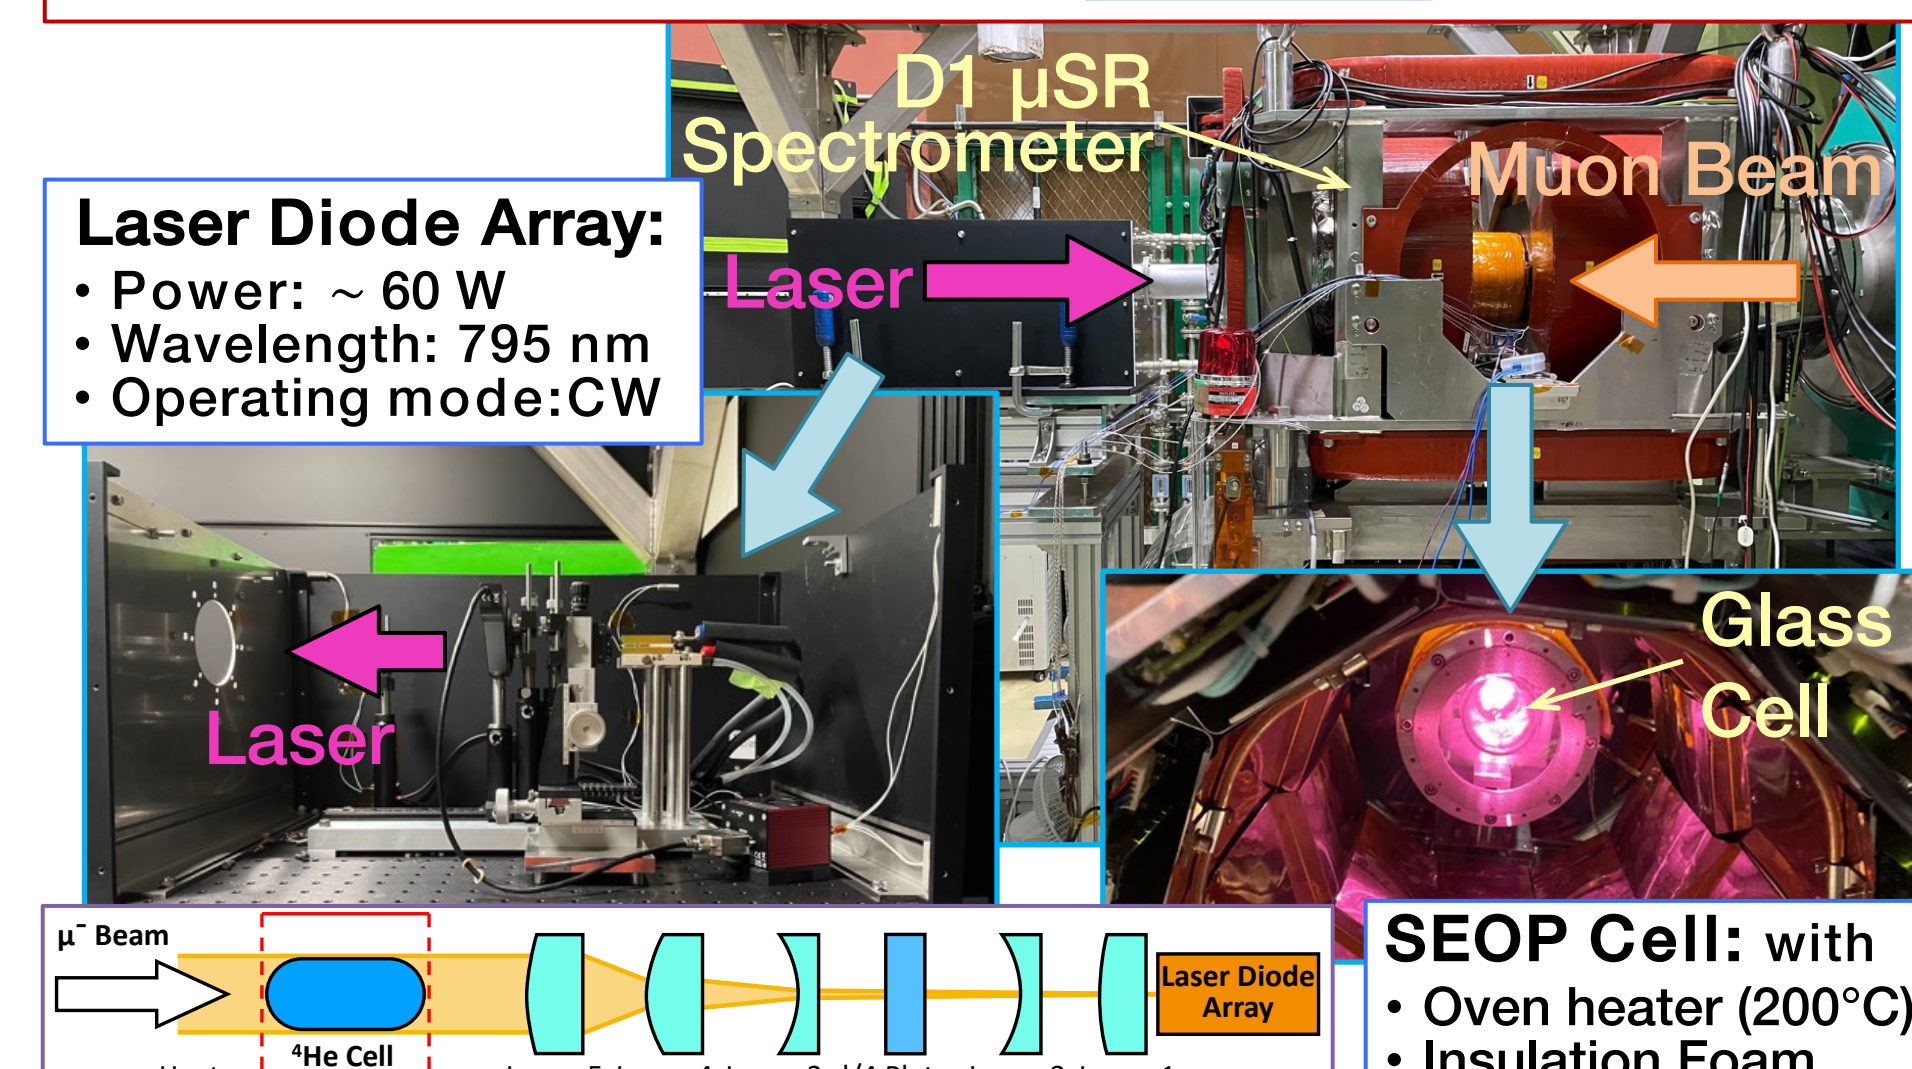 D1 μSR
Spectrometer
Muon Beam
Laser Diode Array:
• Power: ~ 60 W
• Wavelength: 795 nm
• Operating mode:CW
Laser
Laser
Glass
Cell
μ⁻ Beam
⁴He Cell
Laser Diode
Array
SEOP Cell: with
• Oven heater (200°C)
• Insulation Foam